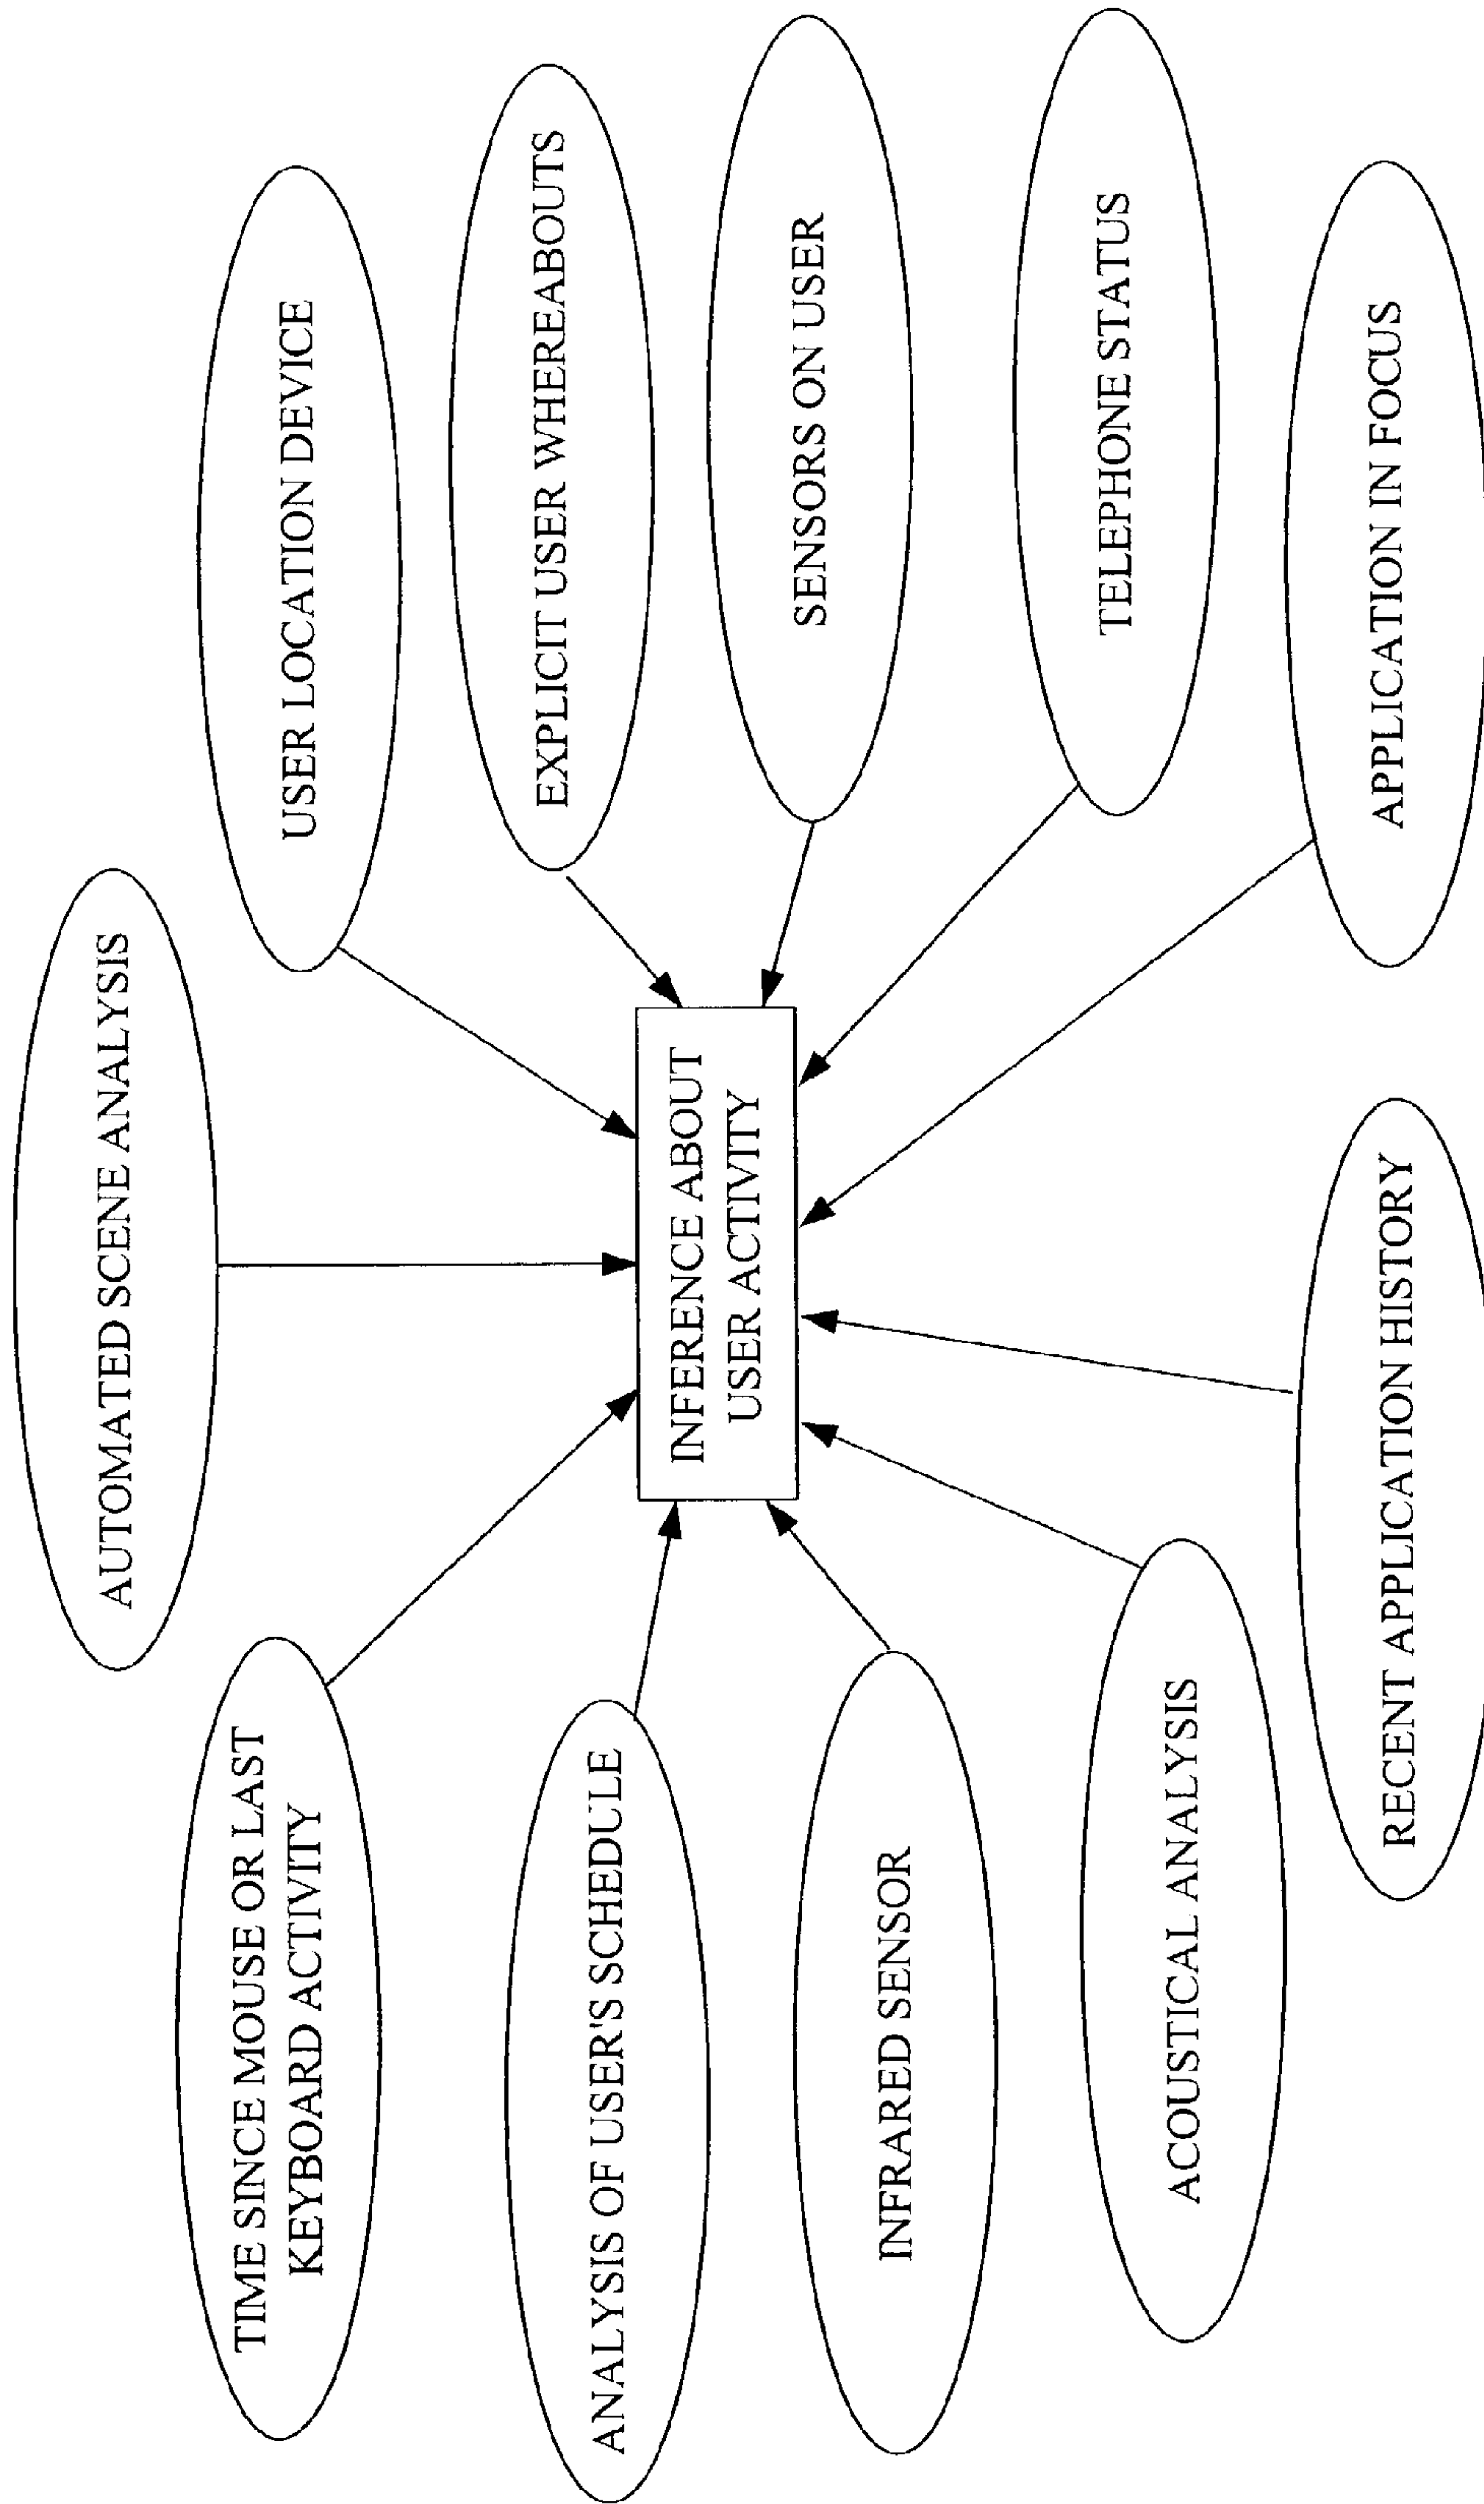 AUTOMATED SCENE ANALYSIS
TIME SINCE MOUSE OR LAST
KEYBOARD ACTIVITY
USER LOCATION DEVICE
ANALYSIS OF USER'S SCHEDULE
EXPLICIT USER WHEREABOUTS
INFERENCE ABOUT
USER ACTIVITY
INFRARED SENSOR
SENSORS ON USER
ACOUSTICAL ANALYSIS
TELEPHONE STATUS
RECENT APPLICATION HISTORY
APPLICATION IN FOCUS